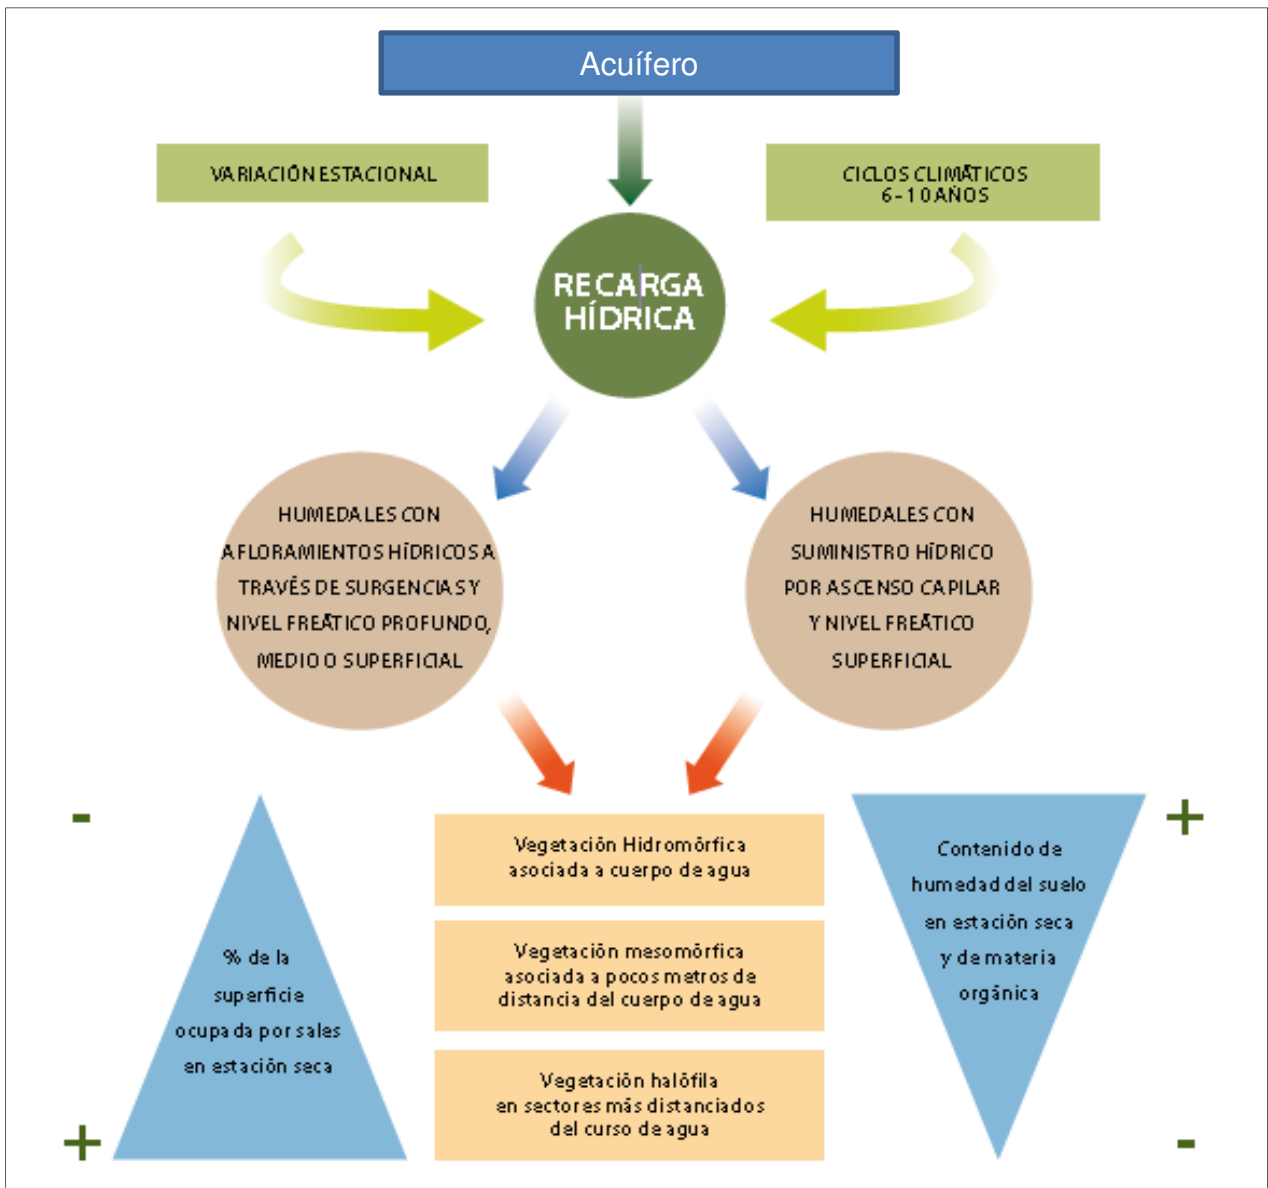 Acuífero
VARIACIÓN ESTACIONAL
CICLOS CLIMÁTICOS
6-10 AÑOS
RECARGA
HÍDRICA
HUMEDALES CON
AFLORAMIENTOS HÍDRICOS A
TRAVÉS DE SURGENCIAS Y
NIVEL FREÁTICO PROFUNDO,
MEDIO O SUPERFICIAL
HUMEDALES CON
SUMINISTRO HÍDRICO
POR ASCENSO CAPILAR
Y NIVEL FREÁTICO
SUPERFICIAL
-
% de la
superficie
ocupada por sales
en estación seca
+
Vegetación Hidromórfica
asociada a cuerpo de agua
Vegetación mesomórfica
asociada a pocos metros de
distancia del cuerpo de agua
Vegetación halófila
en sectores más distanciados
del curso de agua
+
Contenido de
humedad del suelo
en estación seca
y de materia
orgánica
-